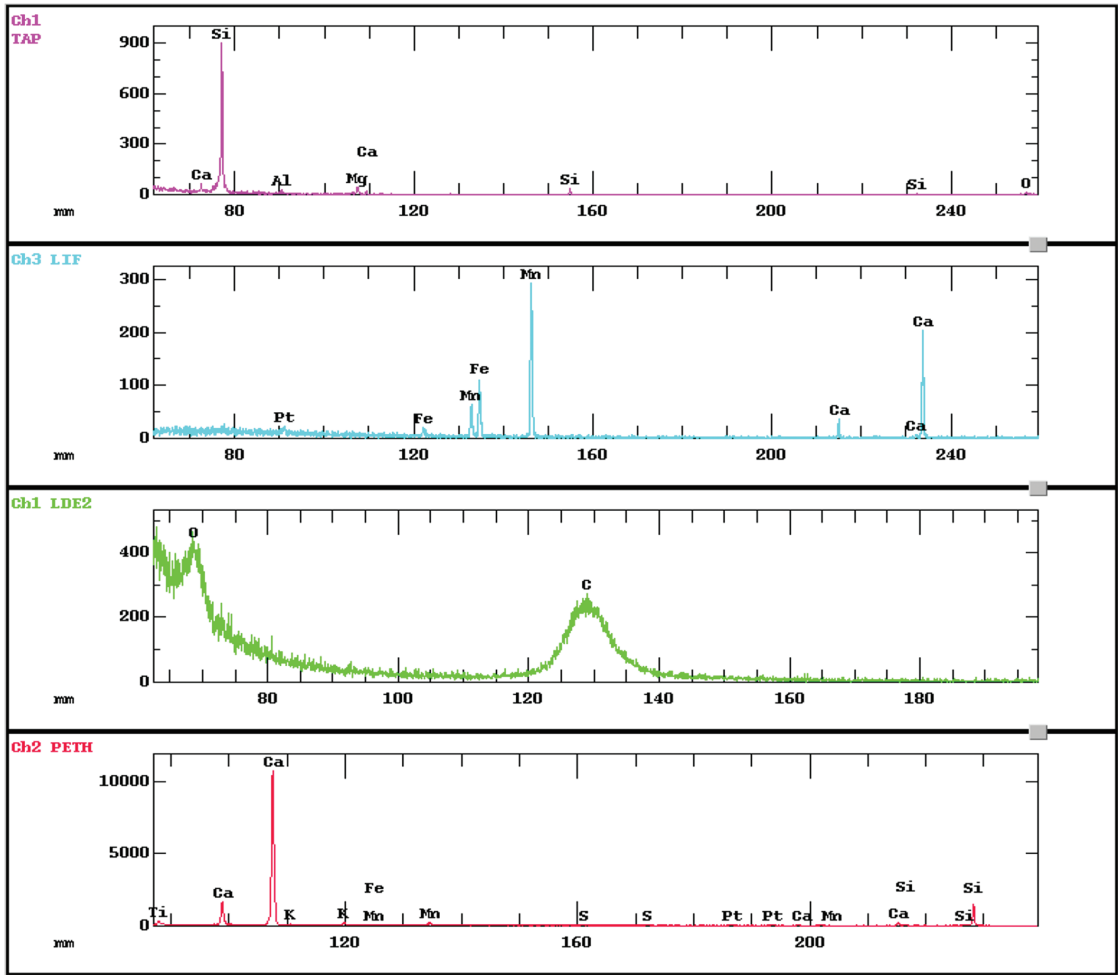 Ch1
TAP
900
600
300
0
Si
Ca
Al
Ca
Mg
Si
Si
O
mm
80
120
160
200
240
Ch3 LIF
300
200
100
0
Pt
Fe
Mn
Fe
Mn
Ca
Ca
Ca
mm
80
120
160
200
240
Ch1 LDE2
400
200
0
O
C
mm
80
100
120
140
160
180
Ch2 PETH
10000
5000
0
Ti
Ca
Ca
K
K
Fe
Mn
Mn
S
S
Pt
Pt
Ca
Mn
Si
Ca
Si
Si
mm
120
160
200